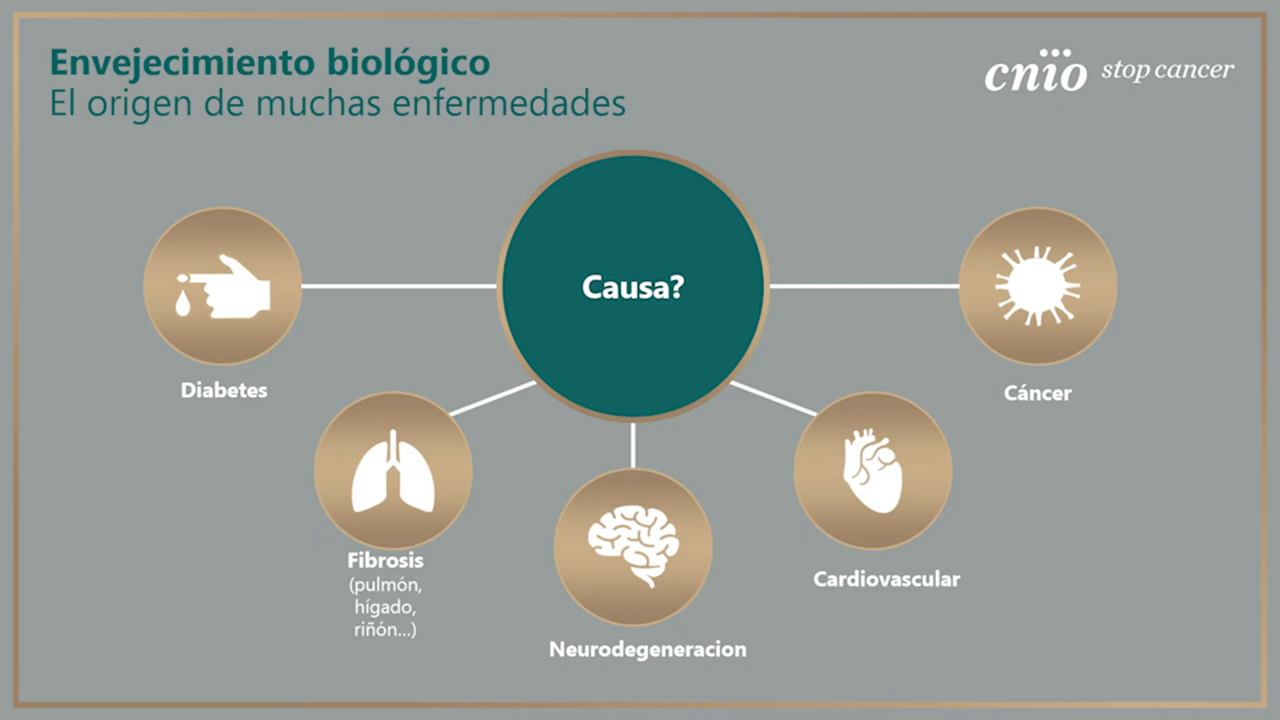 Envejecimiento biológico
El origen de muchas enfermedades
cnio stop cancer
Causa?
Diabetes
Cáncer
Fibrosis
(pulmón,
hígado,
riñón...)
Cardiovascular
Neurodegeneracion